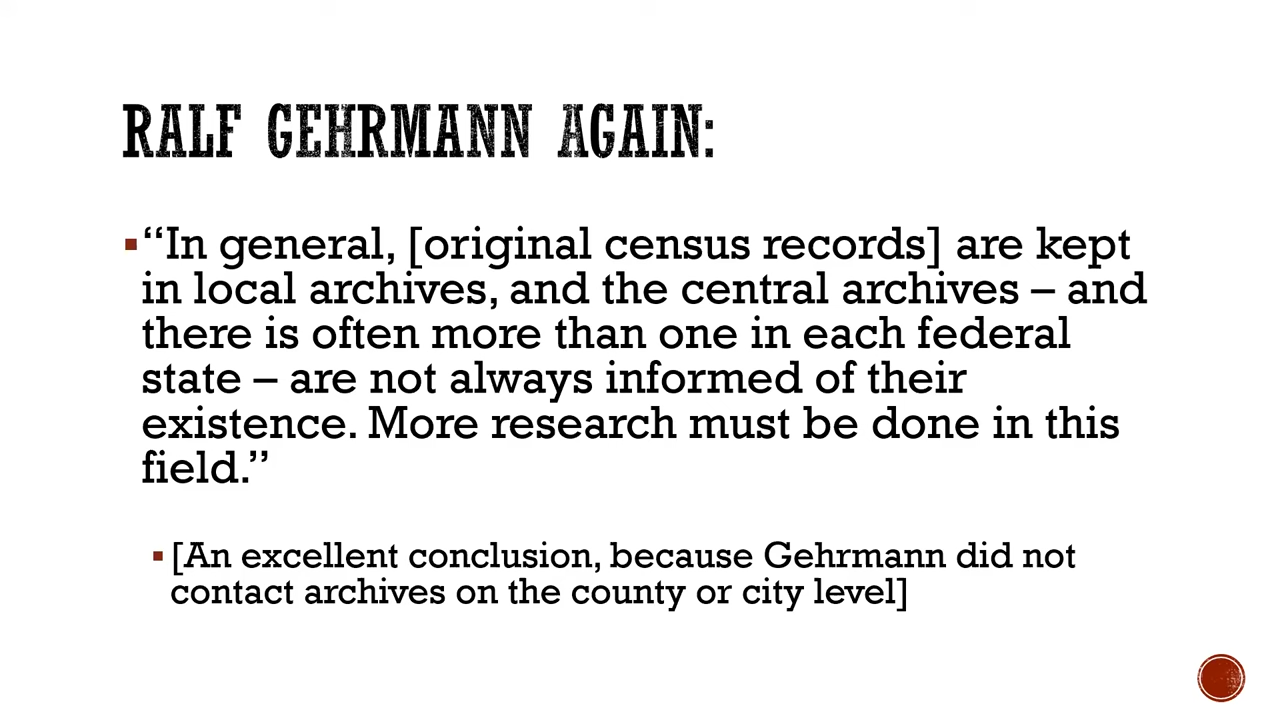 RALF GEHRMANN AGAIN:
▪“In general, [original census records] are kept
in local archives, and the central archives – and
there is often more than one in each federal
state – are not always informed of their
existence. More research must be done in this
field.”
▪[An excellent conclusion, because Gehrmann did not
contact archives on the county or city level]